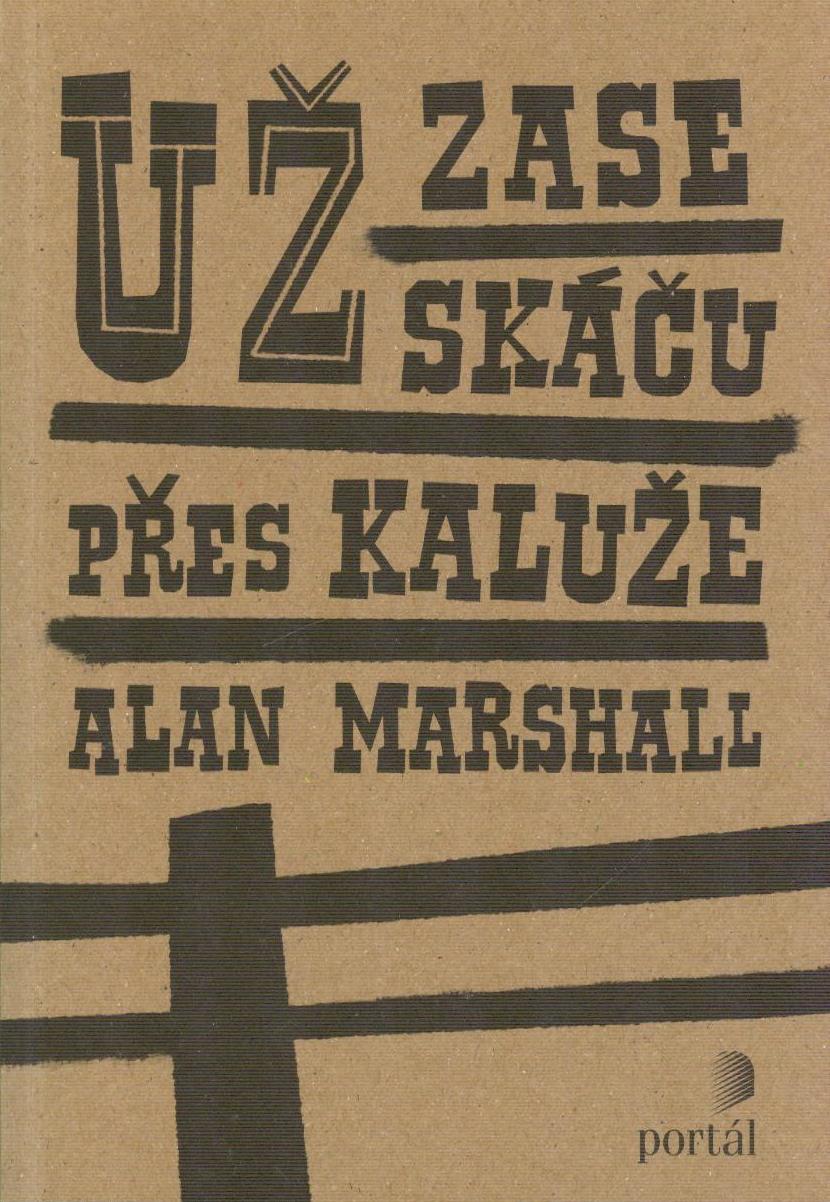 UŽ ZASE
SKÁČU
PŘES KALUŽE
ALAN MARSHALL
portál